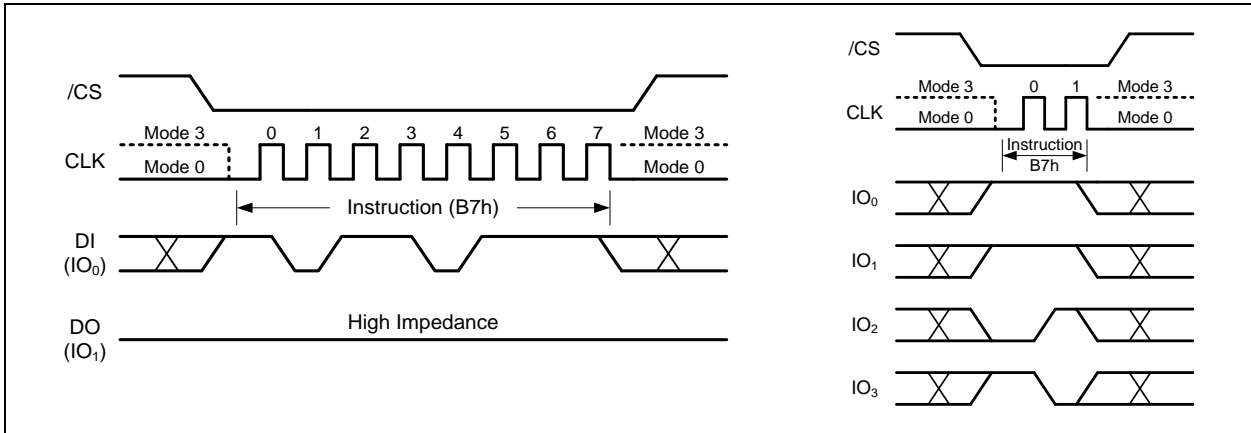 /CS
Mode 3 0 1 2 3 4 5 6 7 Mode 3
CLK
Mode 0 Mode 0
Instruction (B7h)
DI
(IO₀)
High Impedance
DO
(IO₁)
/CS
Mode 3 0 1 Mode 3
CLK
Mode 0 Mode 0
Instruction
B7h
IO₀
IO₁
IO₂
IO₃